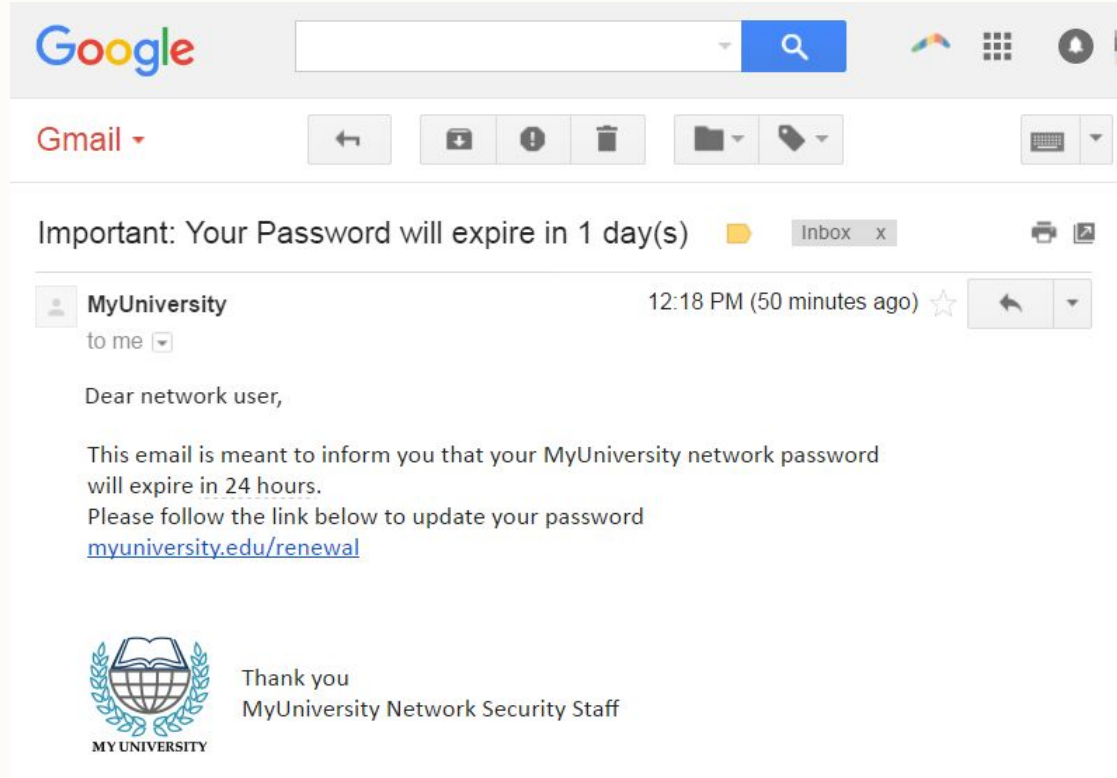 Google
Gmail
Important: Your Password will expire in 1 day(s)
Inbox x
MyUniversity
12:18 PM (50 minutes ago)
to me
Dear network user,
This email is meant to inform you that your MyUniversity network password
will expire in 24 hours.
Please follow the link below to update your password
myuniversity.edu/renewal
Thank you
MyUniversity Network Security Staff
MY UNIVERSITY